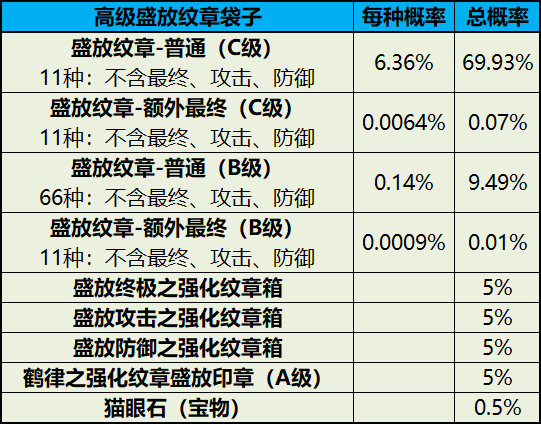 高级盛放纹章袋子 每种概率 总概率
盛放纹章-普通（C级）
11种：不含最终、攻击、防御 6.36% 69.93%
盛放纹章-额外最终（C级）
11种：不含最终、攻击、防御 0.0064% 0.07%
盛放纹章-普通（B级）
66种：不含最终、攻击、防御 0.14% 9.49%
盛放纹章-额外最终（B级）
11种：不含最终、攻击、防御 0.0009% 0.01%
盛放终极之强化纹章箱 5%
盛放攻击之强化纹章箱 5%
盛放防御之强化纹章箱 5%
鹤律之强化纹章盛放印章（A级） 5%
猫眼石（宝物） 0.5%